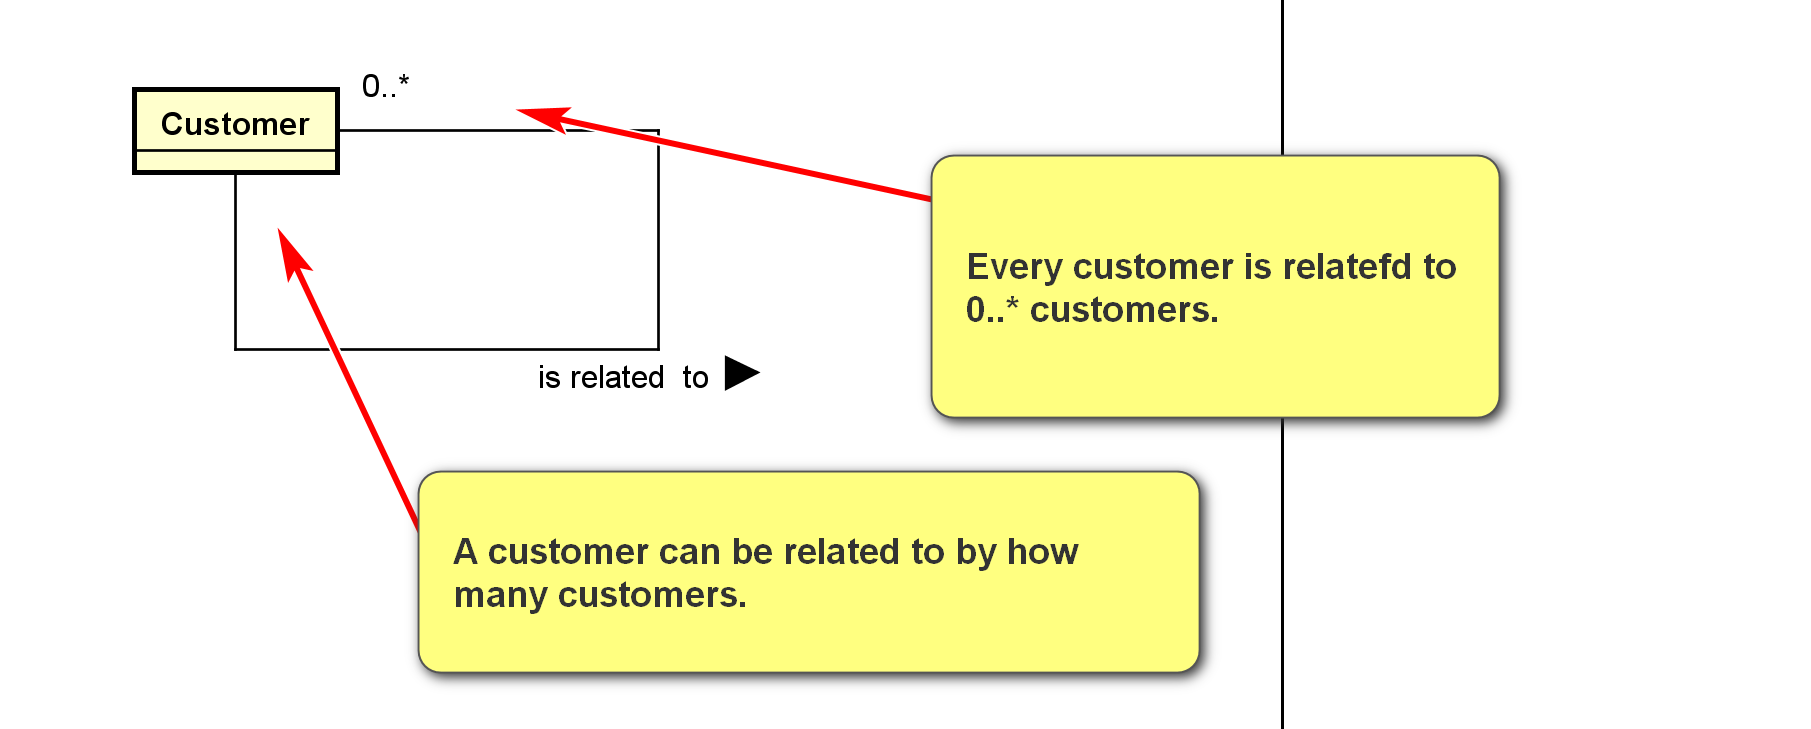 0..*
Customer
Every customer is relatefd to
0..* customers.
is related to
A customer can be related to by how
many customers.